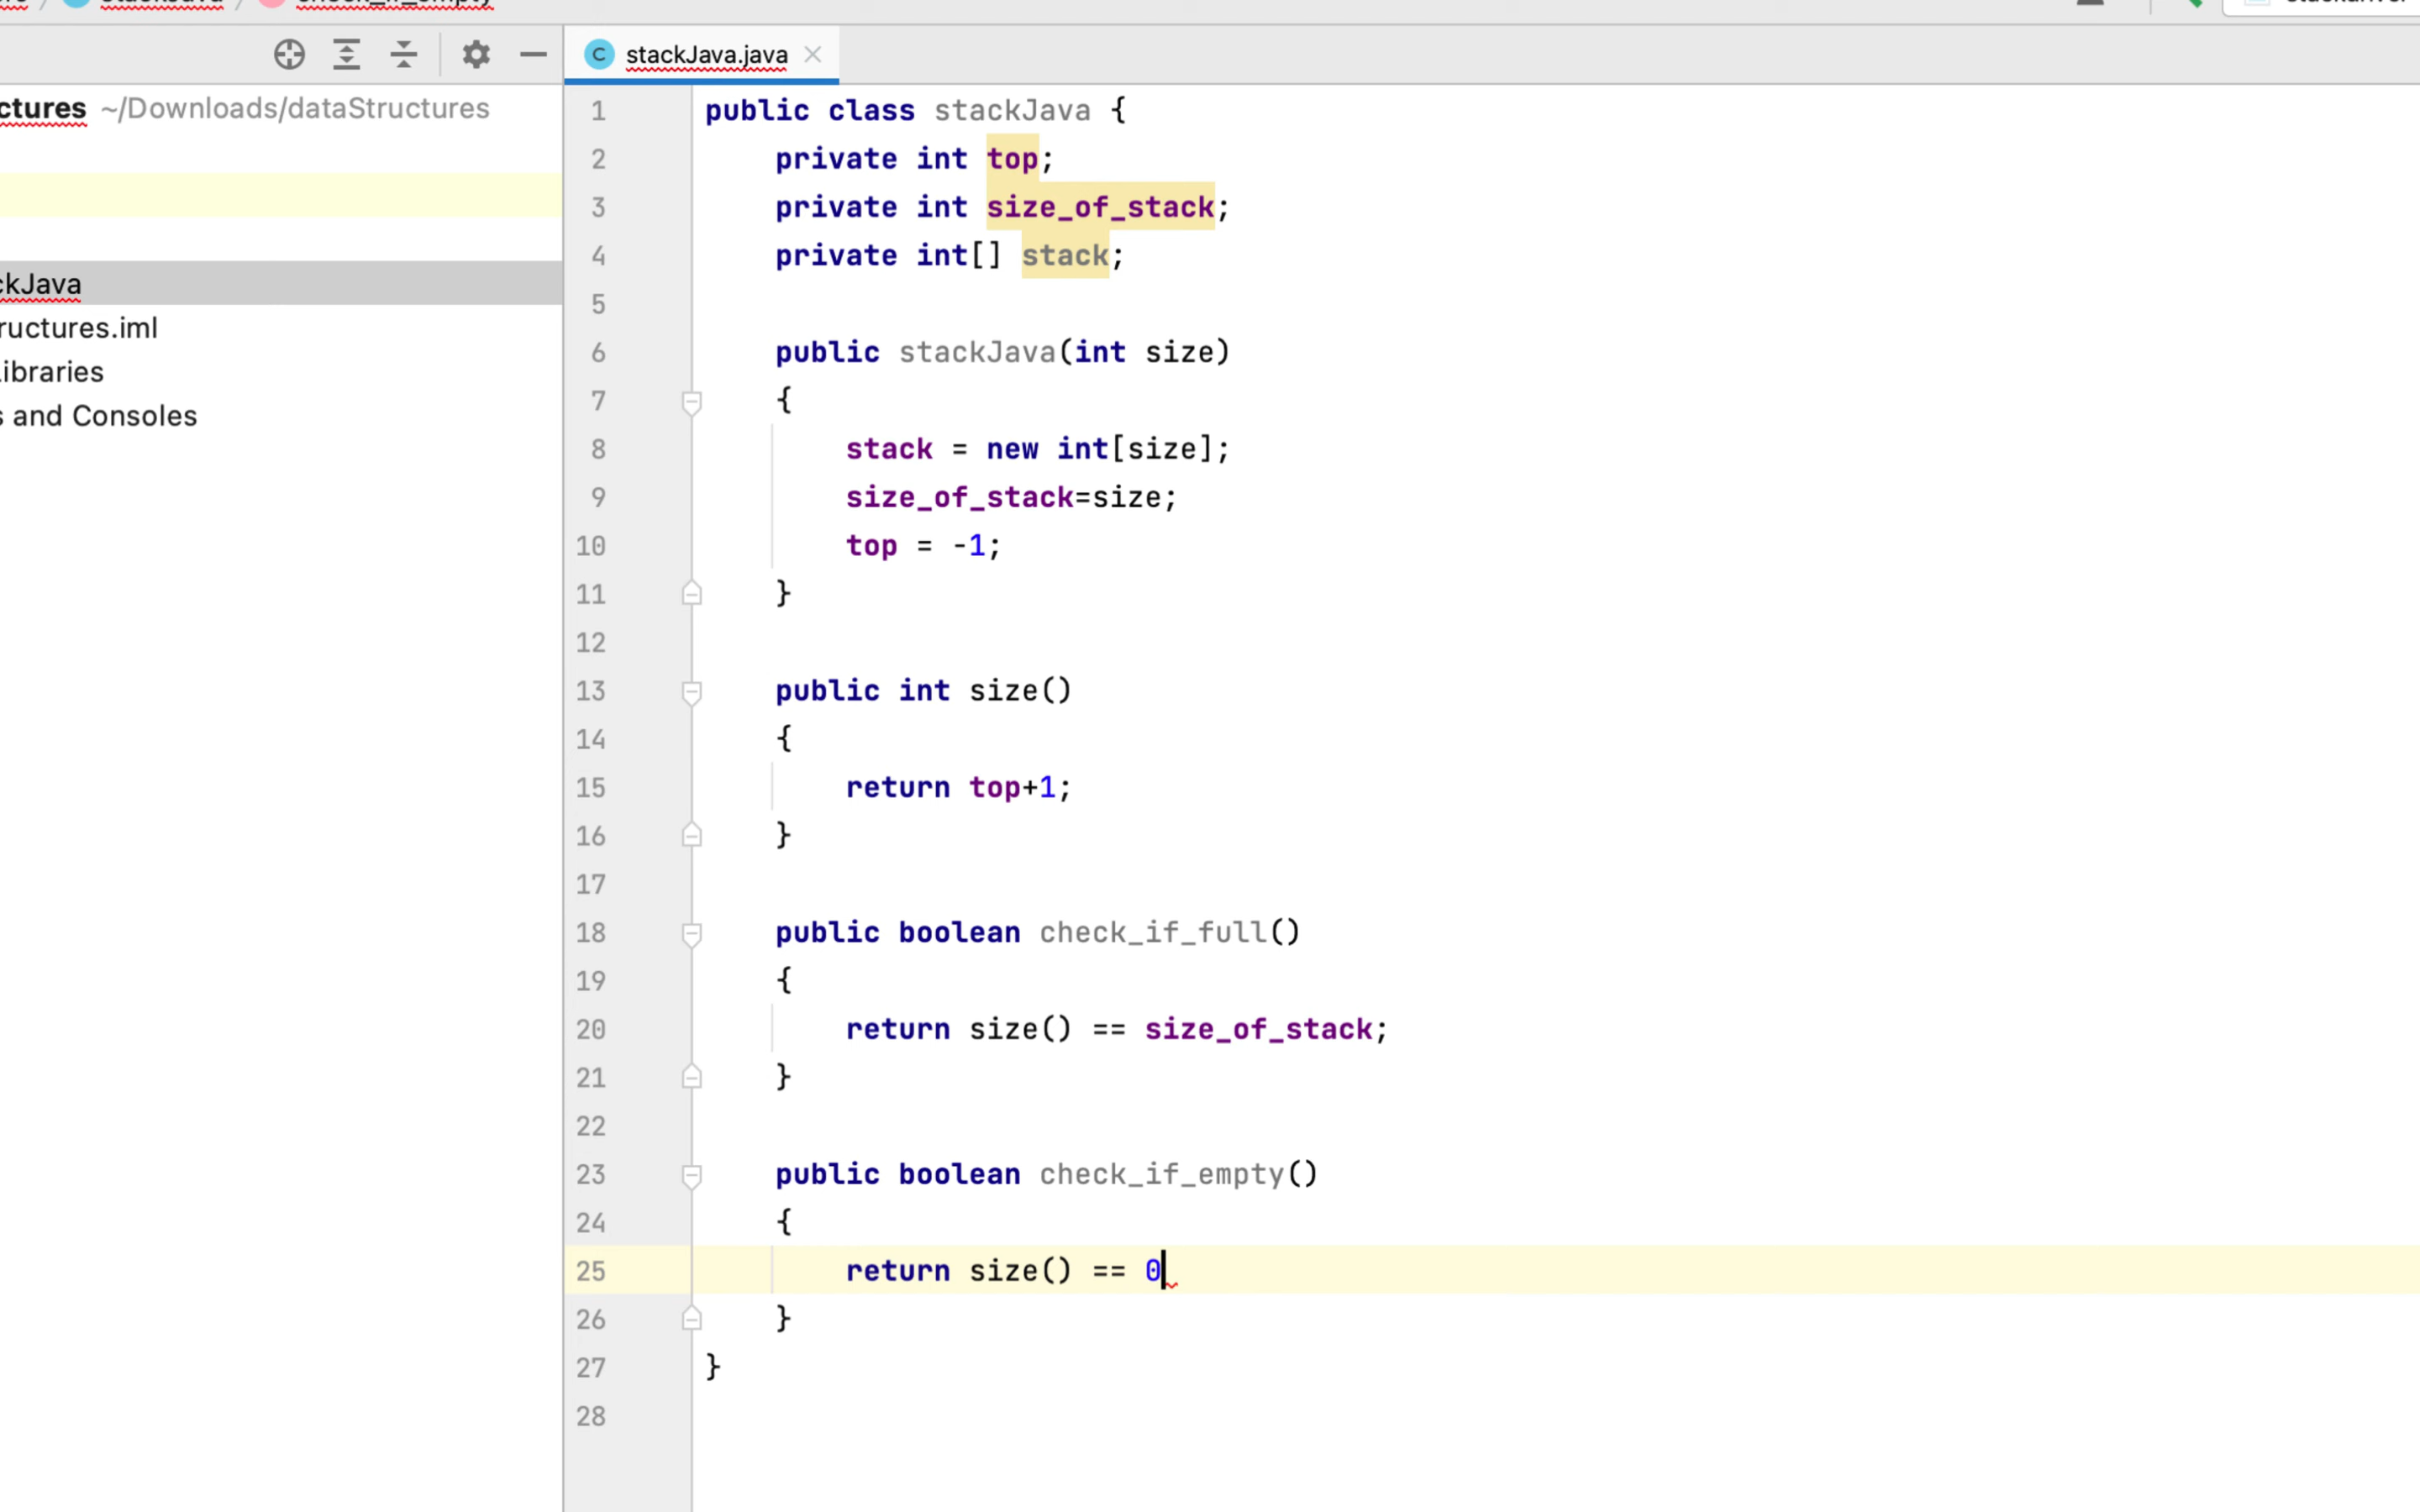 check_if_empty
stackJava.java
ctures ~/Downloads/dataStructures
ckJava
ructures.iml
Libraries
s and Consoles
1 public class stackJava {
2 private int top;
3 private int size_of_stack;
4 private int[] stack;
5
6 public stackJava(int size)
7 {
8 stack = new int[size];
9 size_of_stack=size;
10 top = -1;
11 }
12
13 public int size()
14 {
15 return top+1;
16 }
17
18 public boolean check_if_full()
19 {
20 return size() == size_of_stack;
21 }
22
23 public boolean check_if_empty()
24 {
25 return size() == 0
26 }
27 }
28